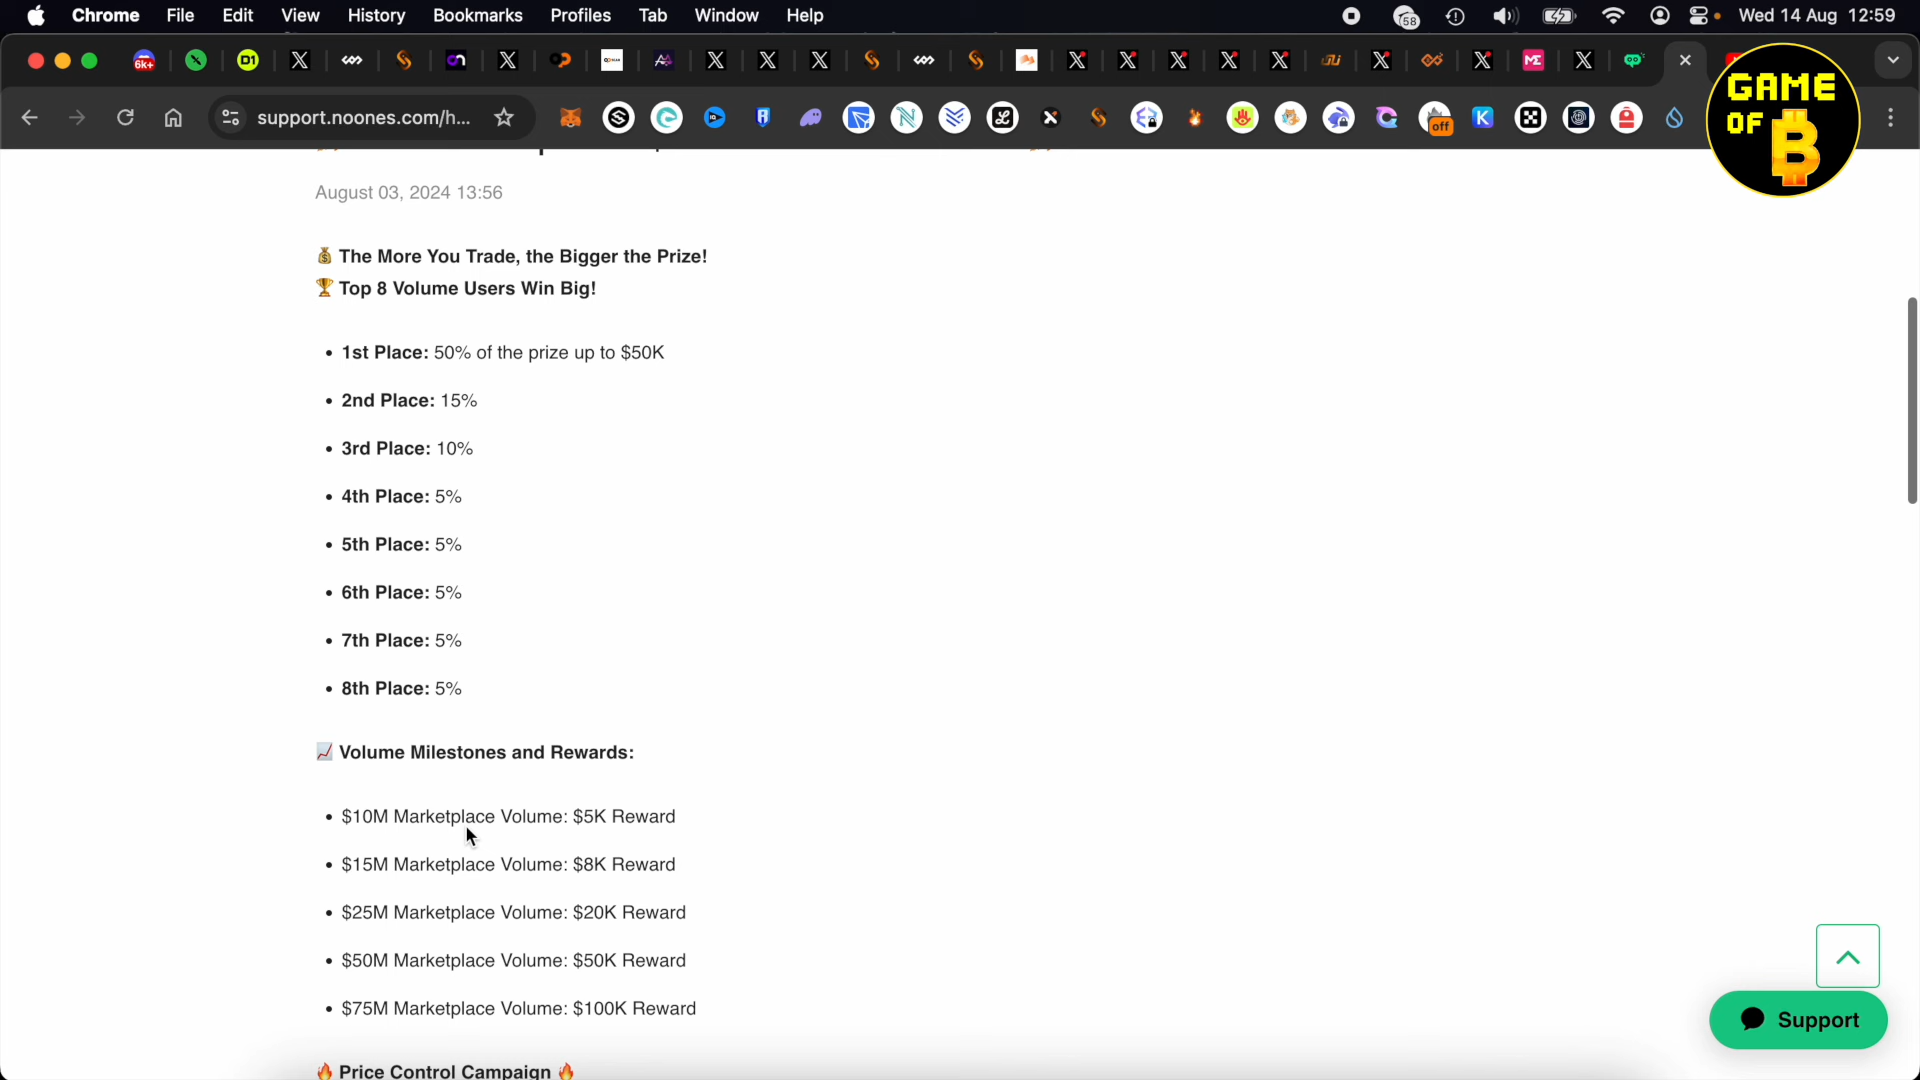 Chrome File Edit View History Bookmarks Profiles Tab Window Help 58 Wed 14 Aug 12:59
6k+ D1
support.noones.com/h... off
GAME
OF B
August 03, 2024 13:56
💰 The More You Trade, the Bigger the Prize!
🏆 Top 8 Volume Users Win Big!
• 1st Place: 50% of the prize up to $50K
• 2nd Place: 15%
• 3rd Place: 10%
• 4th Place: 5%
• 5th Place: 5%
• 6th Place: 5%
• 7th Place: 5%
• 8th Place: 5%
📈 Volume Milestones and Rewards:
• $10M Marketplace Volume: $5K Reward
• $15M Marketplace Volume: $8K Reward
• $25M Marketplace Volume: $20K Reward
• $50M Marketplace Volume: $50K Reward
• $75M Marketplace Volume: $100K Reward
Support
🔥 Price Control Campaign 🔥